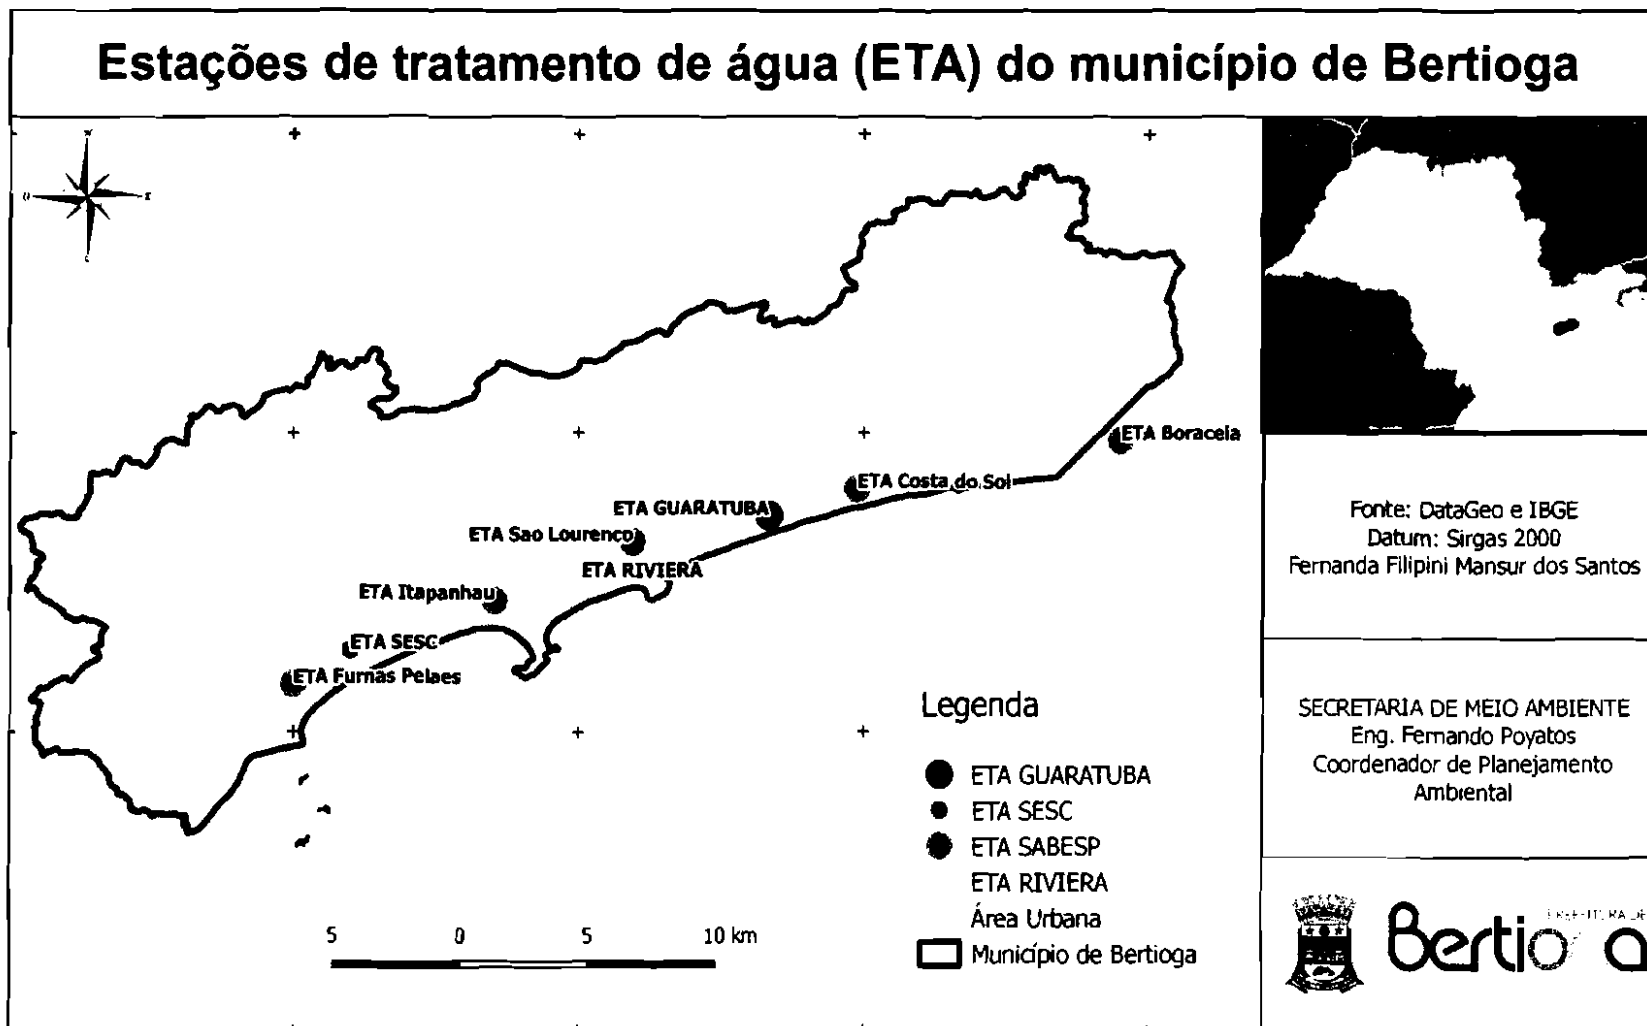 Estações de tratamento de água (ETA) do município de Bertioga
ETA Boraceia
ETA Costa do Sol
ETA GUARATUBA
ETA Sao Lourenco
ETA RIVIERA
ETA Itapanhau
ETA SESC
ETA Furnas Pelaes
Legenda
ETA GUARATUBA
ETA SESC
ETA SABESP
ETA RIVIERA
Área Urbana
Município de Bertioga
5 0 5 10 km
Fonte: DataGeo e IBGE
Datum: Sirgas 2000
Fernanda Filipini Mansur dos Santos
SECRETARIA DE MEIO AMBIENTE
Eng. Fernando Poyatos
Coordenador de Planejamento
Ambiental
PREFEITURA DE